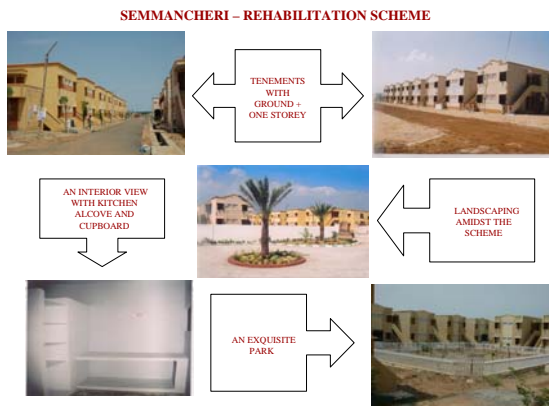 SEMMANCHERI – REHABILITATION SCHEME
TENEMENTS
WITH
GROUND +
ONE STOREY
AN INTERIOR VIEW
WITH KITCHEN
ALCOVE AND
CUPBOARD
LANDSCAPING
AMIDST THE
SCHEME
AN EXQUISITE
PARK